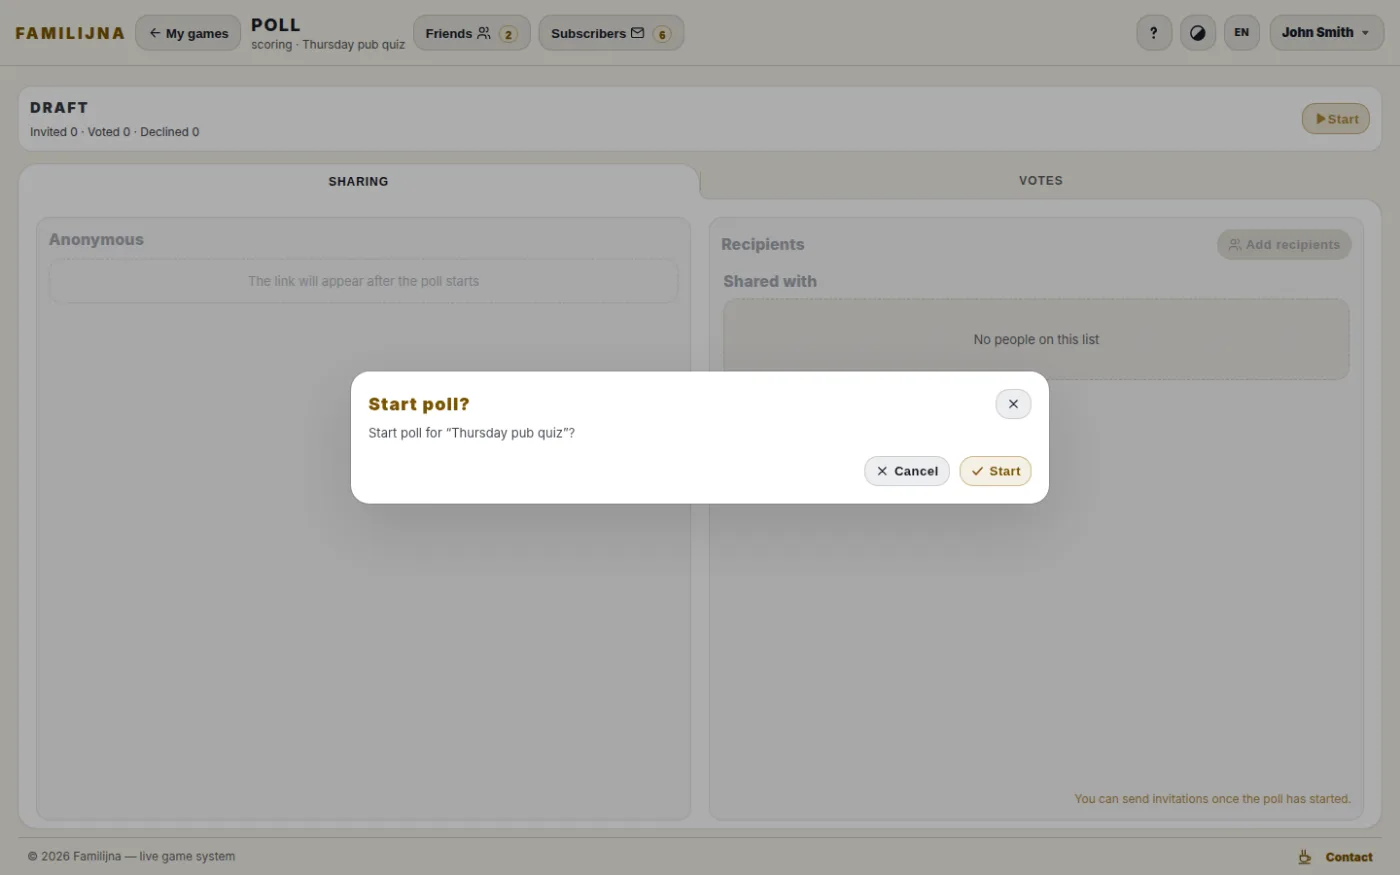 FAMILIJNA
My games
POLL
scoring · Thursday pub quiz
Friends 2
Subscribers 6
?
EN
John Smith
DRAFT
Invited 0 · Voted 0 · Declined 0
Start
SHARING
VOTES
Anonymous
The link will appear after the poll starts
Recipients
Add recipients
Shared with
No people on this list
Start poll?
Start poll for “Thursday pub quiz”?
Cancel
Start
You can send invitations once the poll has started.
© 2026 Familijna — live game system
Contact